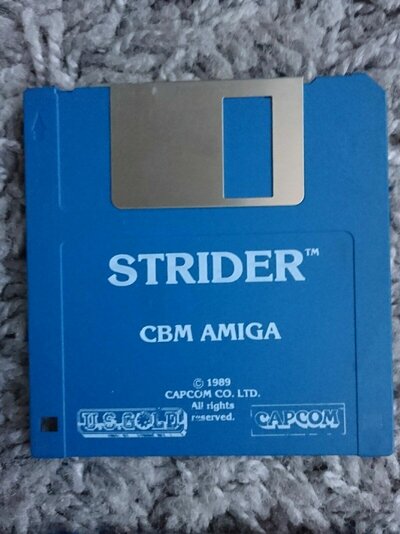 STRIDER™
CBM AMIGA
© 1989
CAPCOM CO. LTD.
All rights
reserved.
U.S. GOLD
CAPCOM